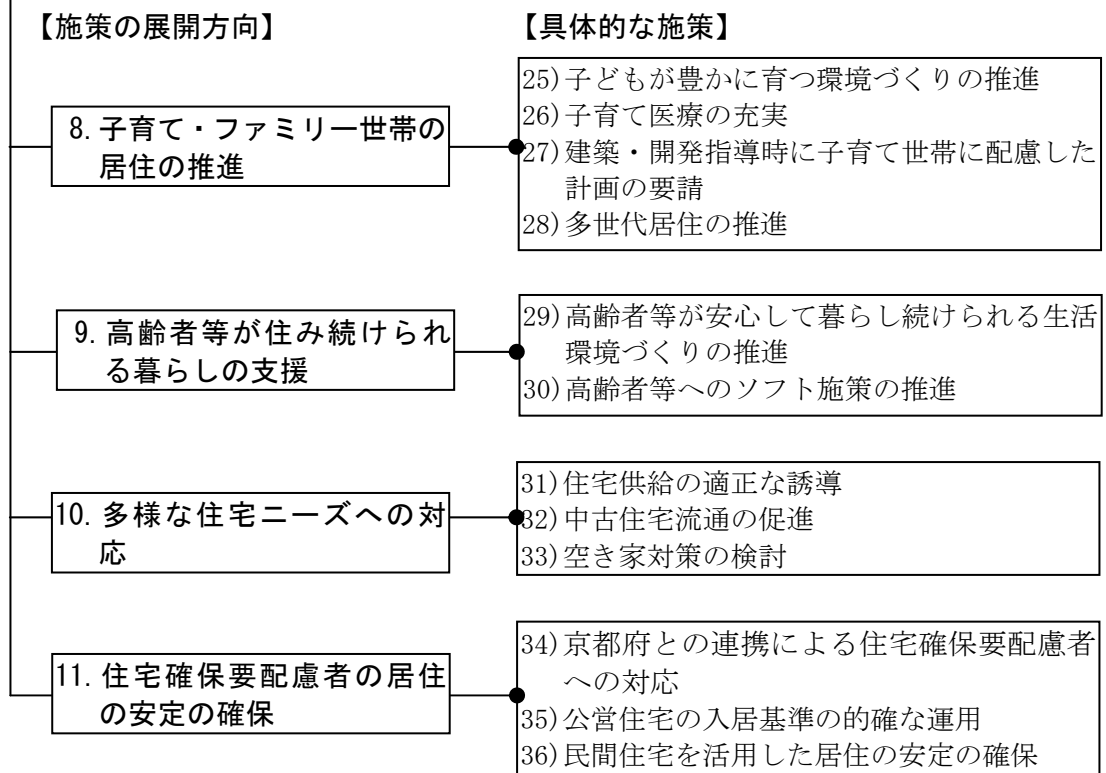 【施策の展開方向】
【具体的な施策】
8. 子育て・ファミリー世帯の
居住の推進
25)子どもが豊かに育つ環境づくりの推進
26)子育て医療の充実
27)建築・開発指導時に子育て世帯に配慮した
計画の要請
28)多世代居住の推進
9. 高齢者等が住み続けられ
る暮らしの支援
29)高齢者等が安心して暮らし続けられる生活
環境づくりの推進
30)高齢者等へのソフト施策の推進
10. 多様な住宅ニーズへの対
応
31)住宅供給の適正な誘導
32)中古住宅流通の促進
33)空き家対策の検討
11. 住宅確保要配慮者の居住
の安定の確保
34)京都府との連携による住宅確保要配慮者
への対応
35)公営住宅の入居基準の的確な運用
36)民間住宅を活用した居住の安定の確保